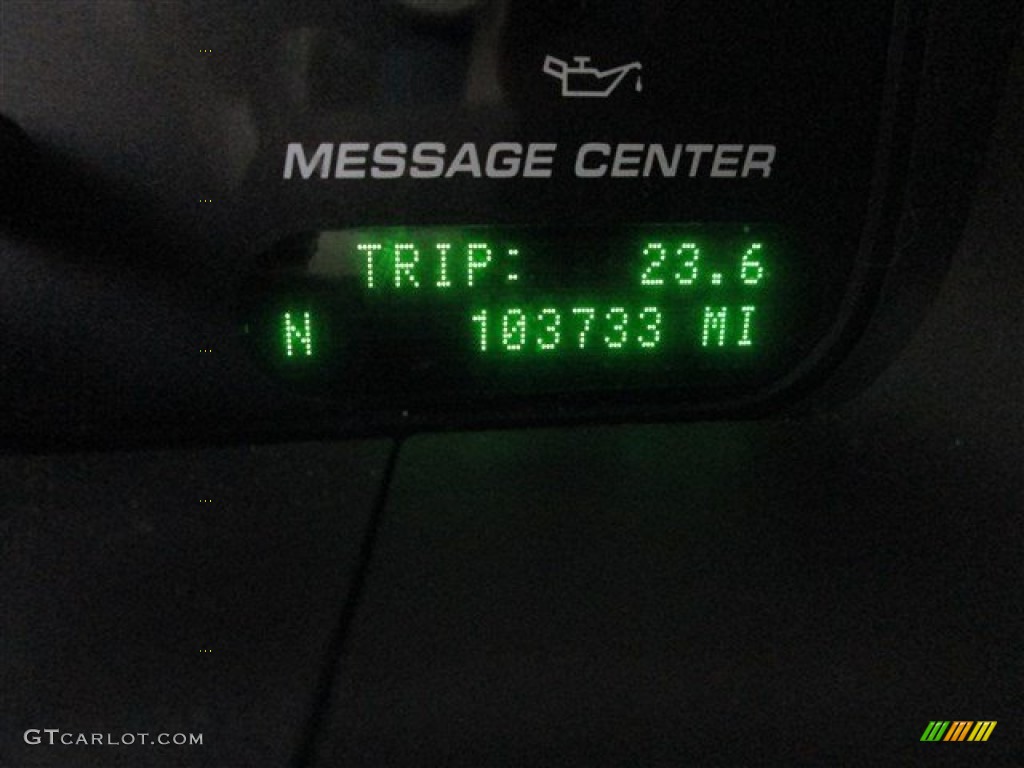 MESSAGE CENTER
TRIP: 23.6
N 103733 MI
GTCARLOT.COM